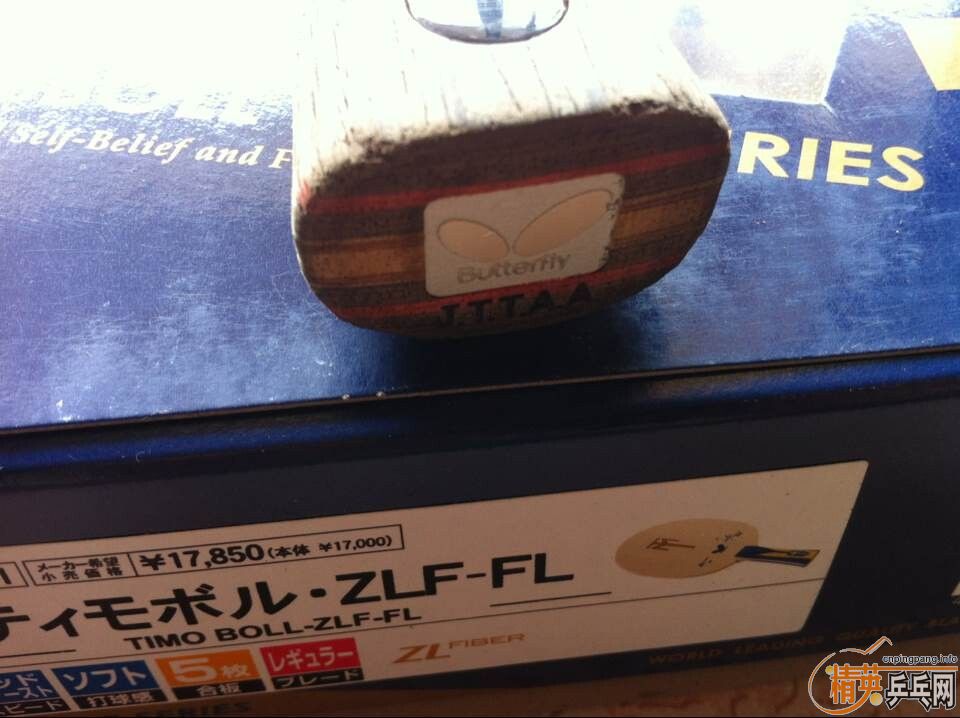 Self-Belief and F
RIES
Butterfly
J.T.T.A.A
メーカー希望
小売価格
¥17,850(本体 ¥17,000)
ティモボル・ZLF-FL
TIMO BOLL-ZLF-FL
ソフト
打球感
5枚
合板
レギュラー
ブレード
ZL FIBER
WORLD LEADING QUALITY
RIES
cnpingpang.info
精英乒乓网